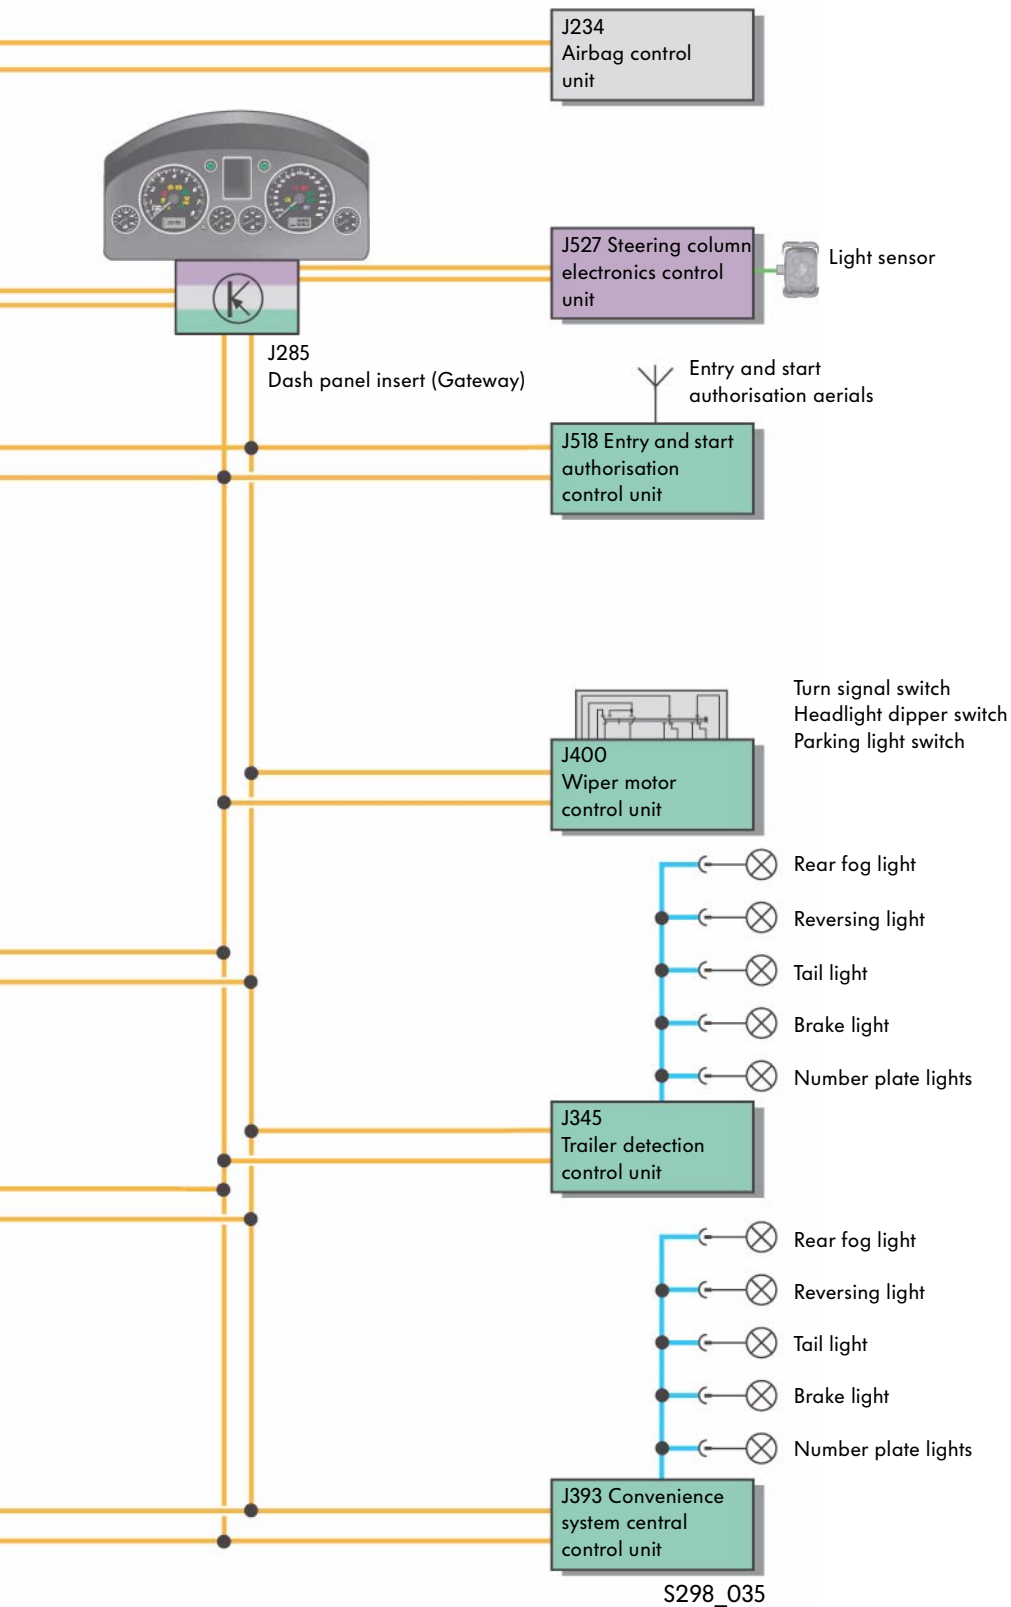 J234
Airbag control
unit
J527 Steering column
electronics control
unit
Light sensor
J285
Dash panel insert (Gateway)
Entry and start
authorisation aerials
J518 Entry and start
authorisation
control unit
Turn signal switch
Headlight dipper switch
Parking light switch
J400
Wiper motor
control unit
Rear fog light
Reversing light
Tail light
Brake light
Number plate lights
J345
Trailer detection
control unit
Rear fog light
Reversing light
Tail light
Brake light
Number plate lights
J393 Convenience
system central
control unit
S298_035